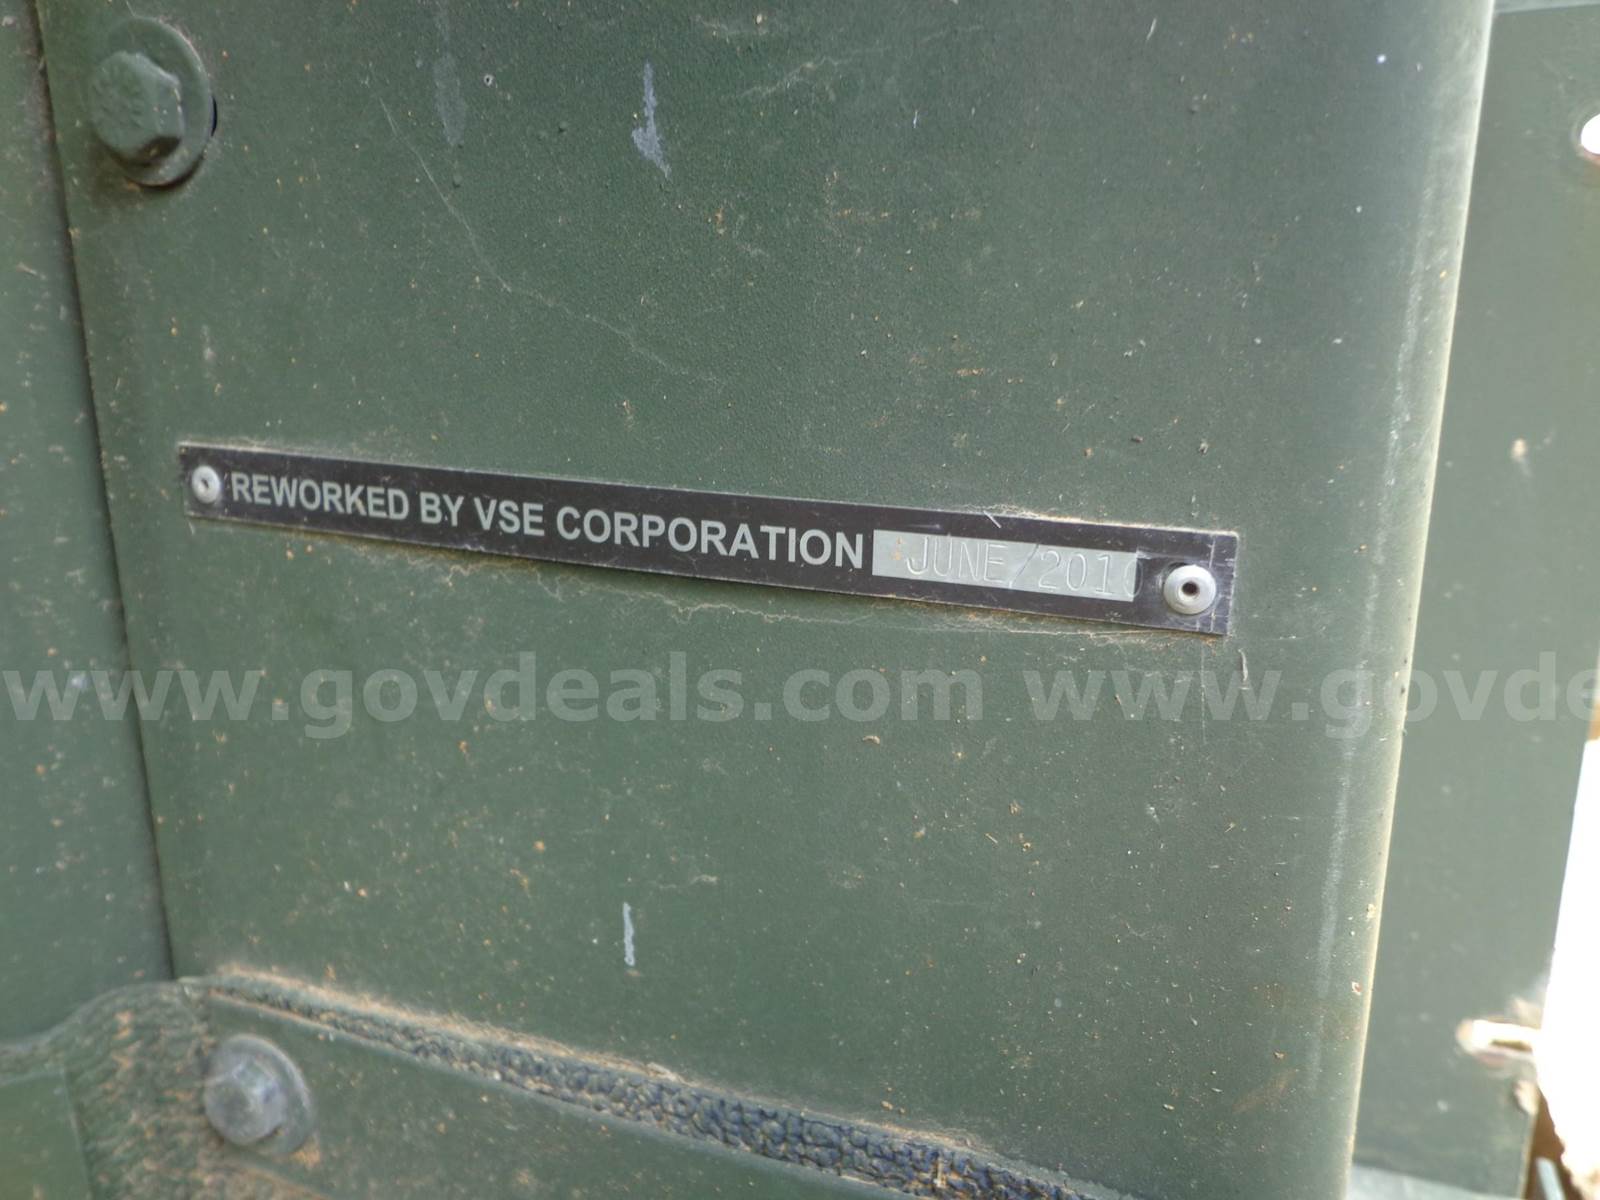 REWORKED BY VSE CORPORATION JUNE/2010
www.govdeals.com www.govde